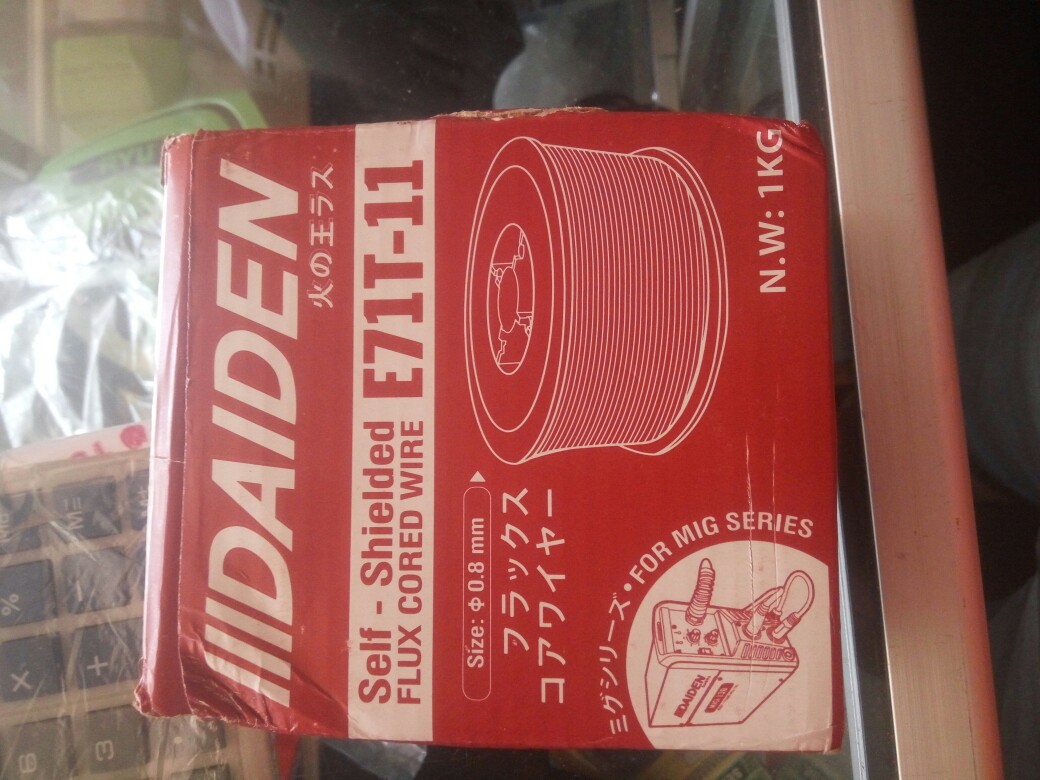 DAIDEN
火の王ラス
Self - Shielded
FLUX CORED WIRE
E71T-11
Size: Φ 0.8 mm
フラックス
コアワイヤー
ミグシリーズ • FOR MIG SERIES
DAIDEN
N.W: 1KG
%
M=
×
+
6
3